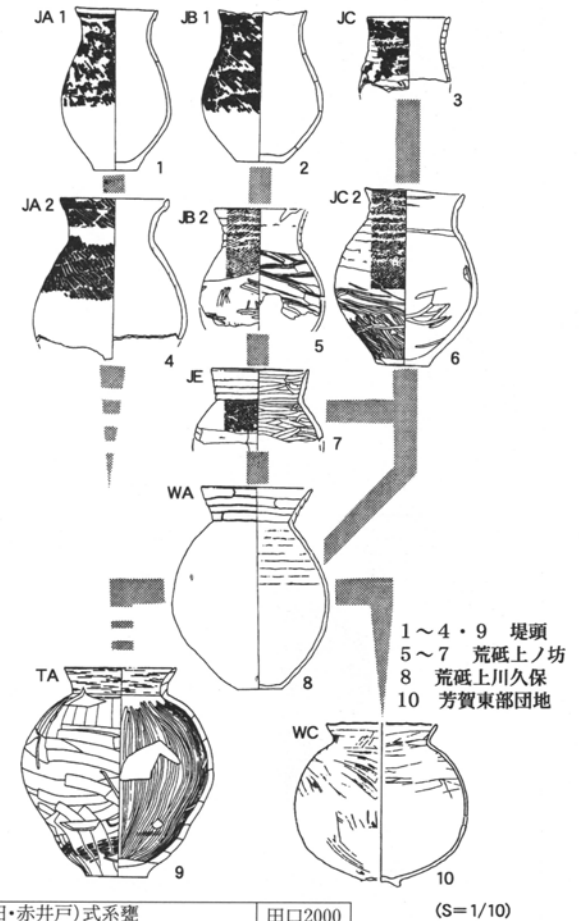 JA 1
JB 1
JC
1
2
3
JA 2
JB 2
JC 2
4
5
6
JE
7
WA
8
1～4・9 堤頭
5～7 荒砥上ノ坊
8 荒砥上川久保
10 芳賀東部団地
TA
WC
9
10
・赤井戸)式系甕
田口2000
(S=1/10)